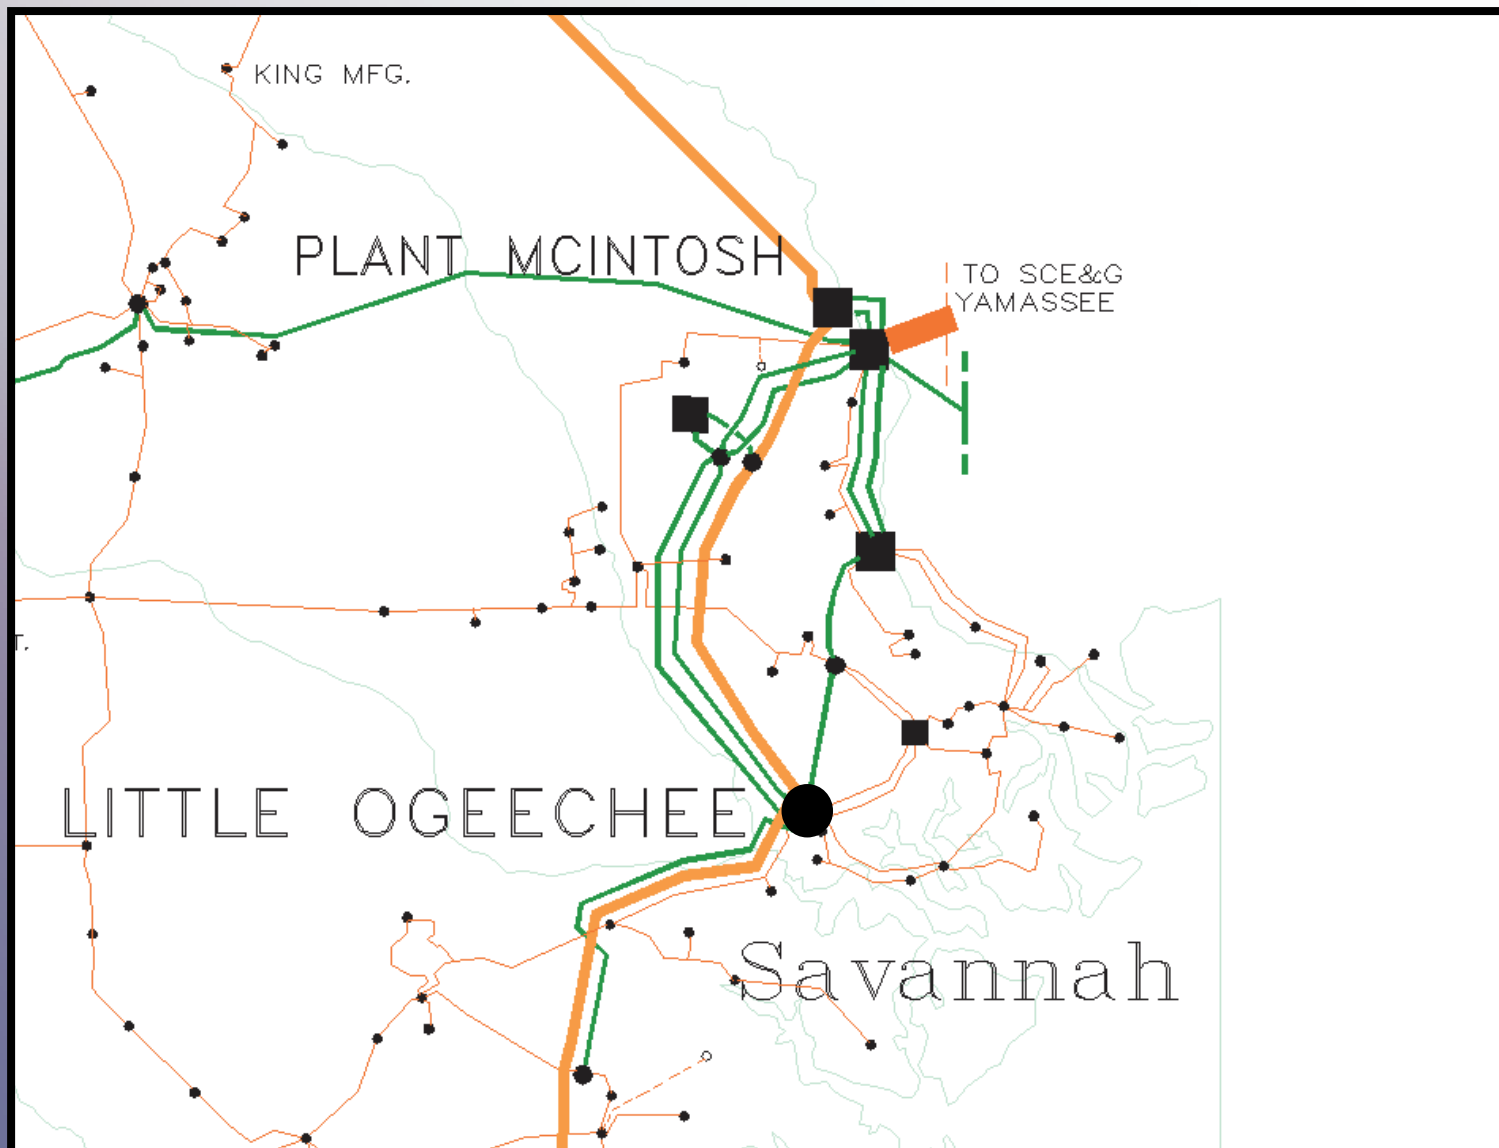 KING MFG.
PLANT MCINTOSH
TO SCE&G
YAMASSEE
T.
LITTLE OGEECHEE
Savannah